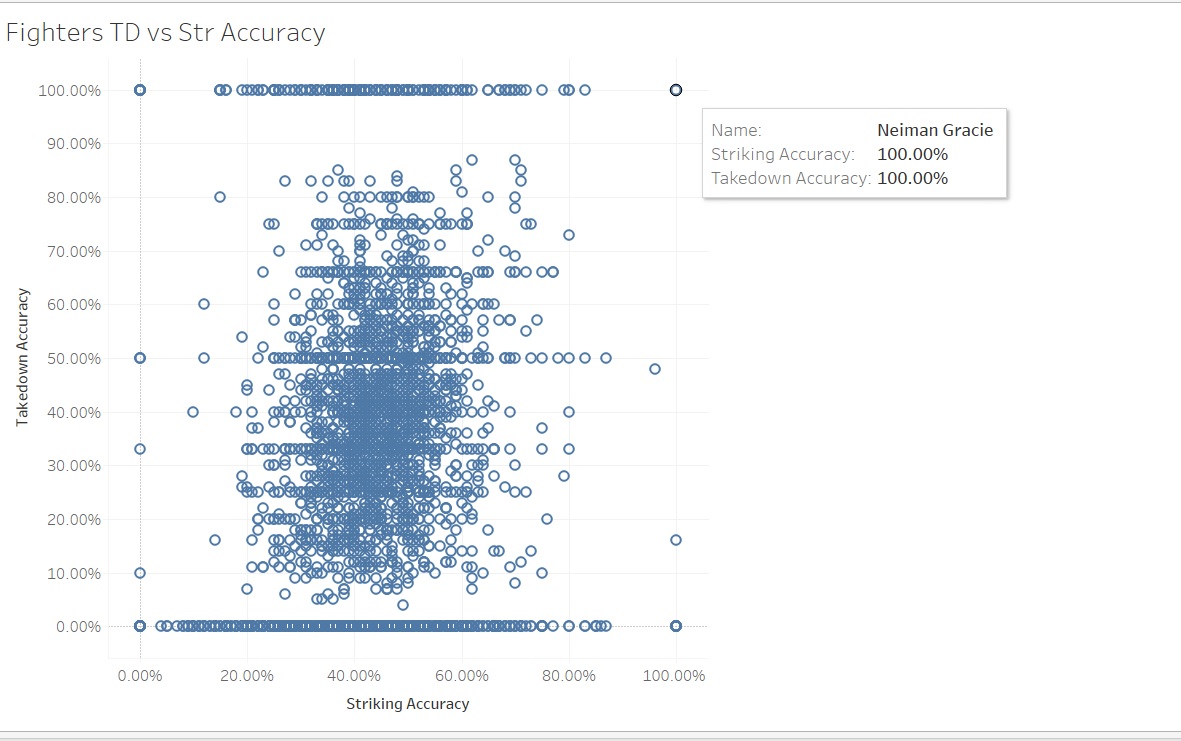 Fighters TD vs Str Accuracy
100.00%
90.00%
80.00%
70.00%
60.00%
50.00%
40.00%
30.00%
20.00%
10.00%
0.00%
Takedown Accuracy
0.00% 20.00% 40.00% 60.00% 80.00% 100.00%
Striking Accuracy
Name: Neiman Gracie
Striking Accuracy: 100.00%
Takedown Accuracy: 100.00%